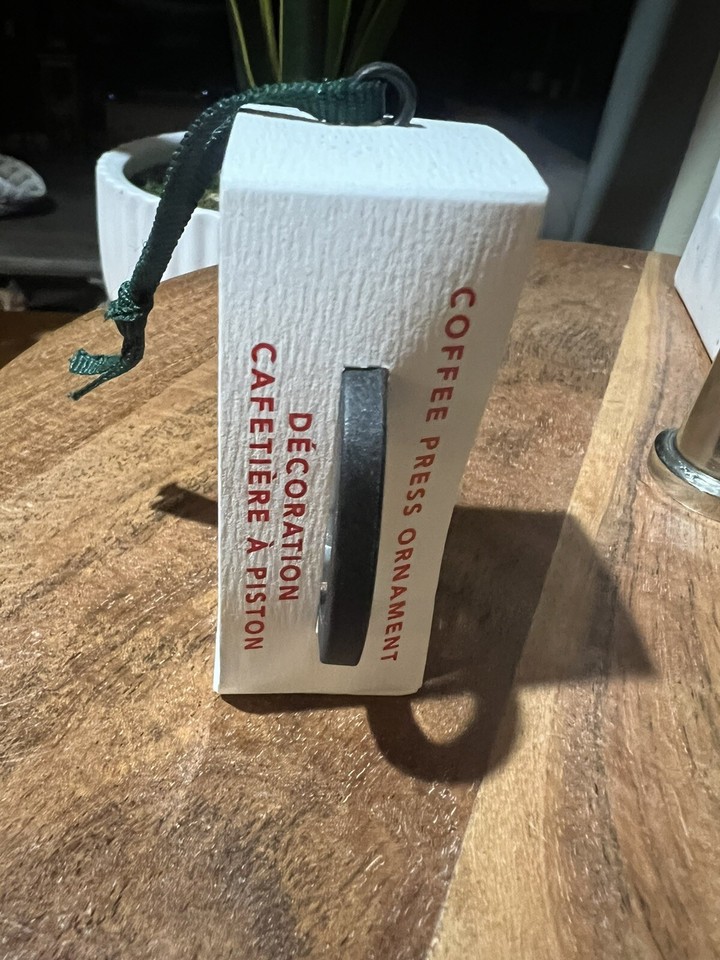 COFFEE PRESS ORNAMENT
DÉCORATION
CAFETIÈRE À PISTON